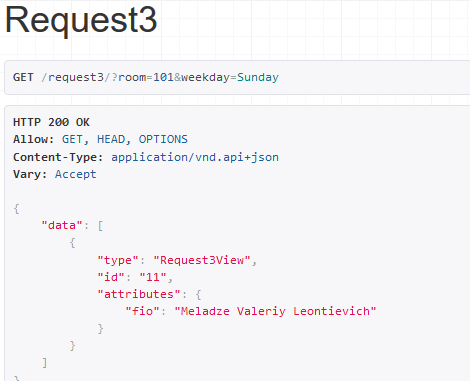 Request3
GET /request3/?room=101&weekday=Sunday
HTTP 200 OK
Allow: GET, HEAD, OPTIONS
Content-Type: application/vnd.api+json
Vary: Accept
{
    "data": [
        {
            "type": "Request3View",
            "id": "11",
            "attributes": {
                "fio": "Meladze Valeriy Leontievich"
            }
        }
    ]
}